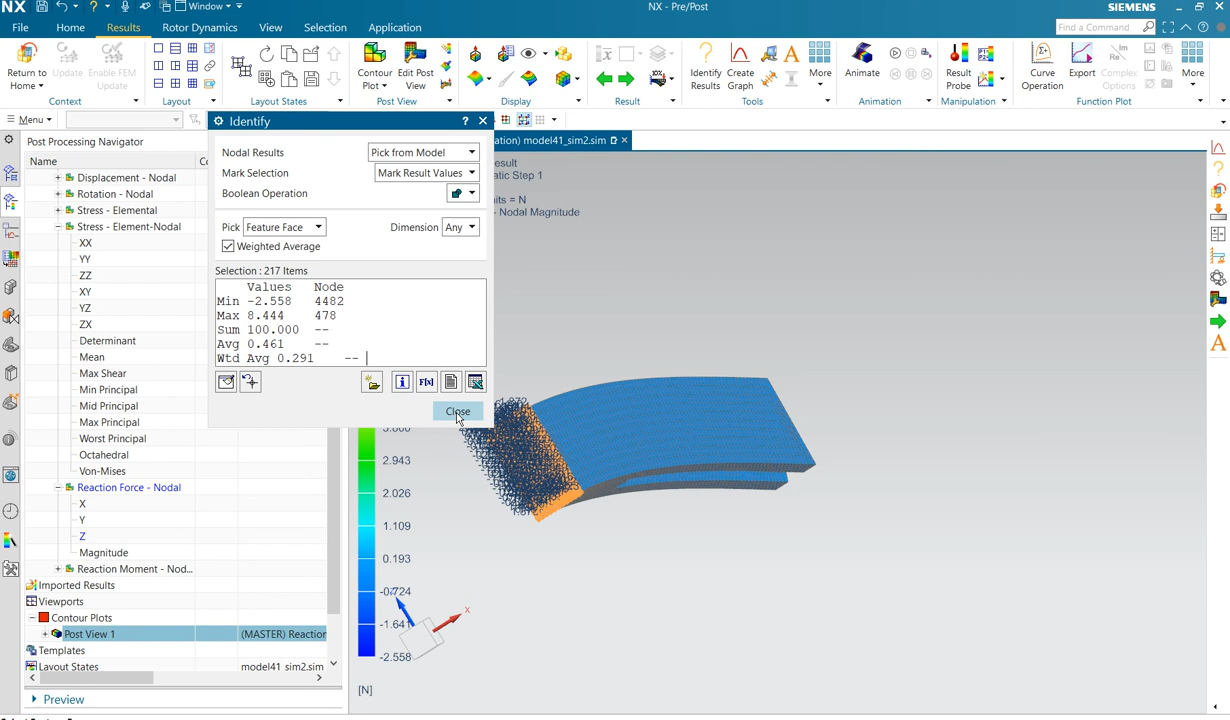 NX
Window
NX - Pre/Post
SIEMENS
File
Home
Results
Rotor Dynamics
View
Selection
Application
Find a Command
Return to Home
Update
Enable FEM Update
Context
Layout
Layout States
Contour Plot
Edit Post View
Post View
Display
Result
Identify Results
Create Graph
More
Tools
Animate
Animation
Result Probe
Manipulation
Curve Operation
Export
Complex Options
More
Function Plot
Menu
Identify
ation) model41_sim2.sim
Post Processing Navigator
Name
Displacement - Nodal
Rotation - Nodal
Stress - Elemental
Stress - Element-Nodal
XX
YY
ZZ
XY
YZ
ZX
Determinant
Mean
Max Shear
Min Principal
Mid Principal
Max Principal
Worst Principal
Octahedral
Von-Mises
Reaction Force - Nodal
X
Y
Z
Magnitude
Reaction Moment - Nod...
Imported Results
Viewports
Contour Plots
Post View 1
(MASTER) Reaction
Templates
Layout States
model41 sim2.sim
Preview
Nodal Results
Pick from Model
Mark Selection
Mark Result Values
Boolean Operation
Pick
Feature Face
Dimension
Any
Weighted Average
Selection : 217 Items
Values Node
Min -2.558 4482
Max 8.444 478
Sum 100.000 --
Avg 0.461 --
Wtd Avg 0.291 --
F[x]
Close
esult
atic Step 1
its = N
- Nodal Magnitude
2.943
2.026
1.109
0.193
-0.724
-1.641
-2.558
[N]
X